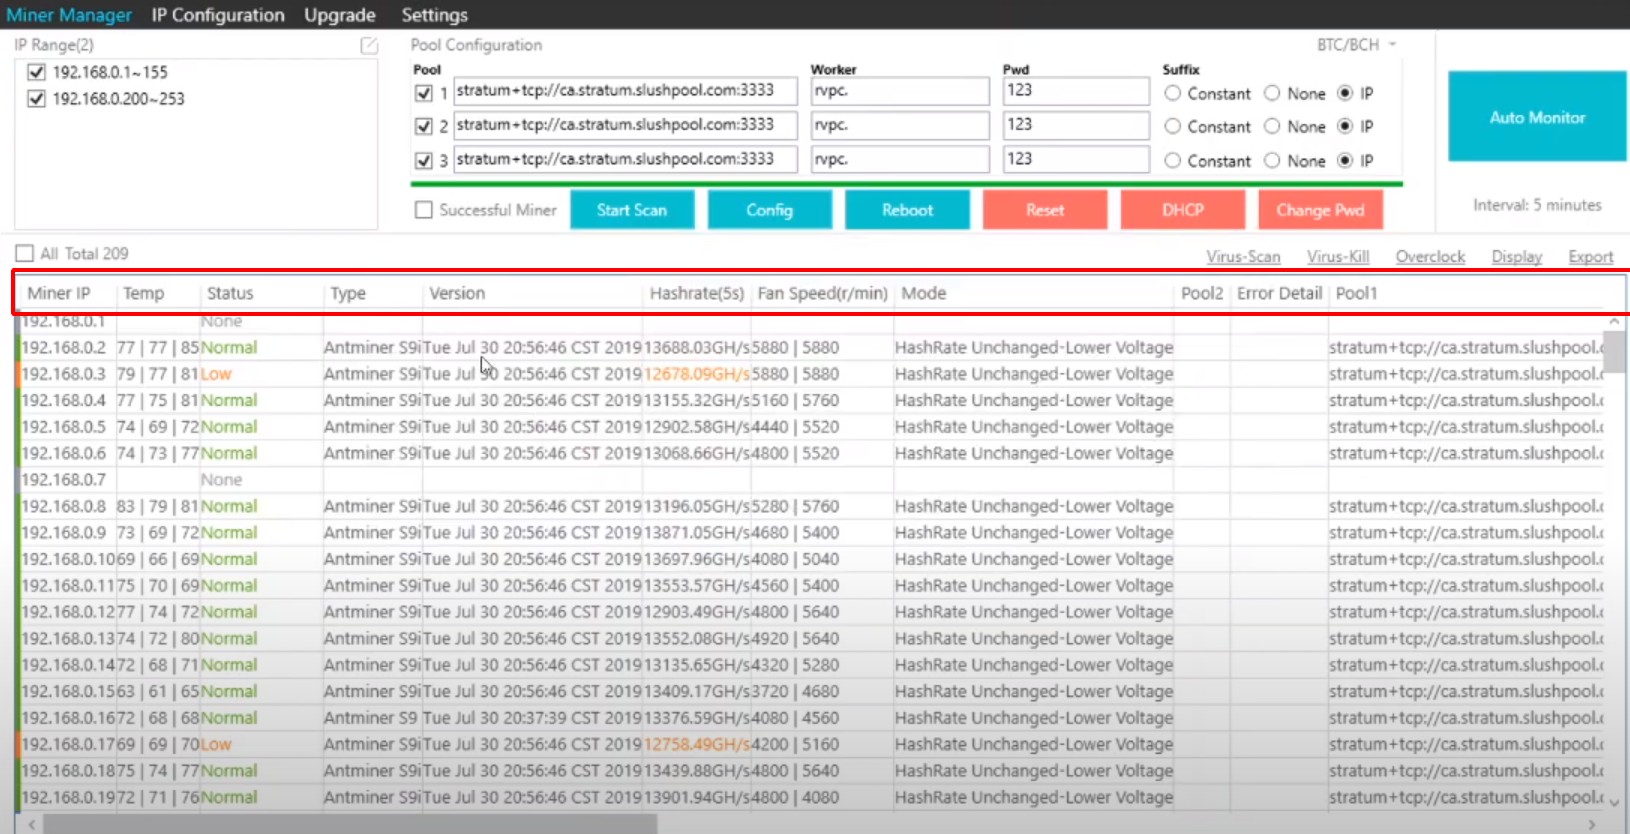 Miner Manager IP Configuration Upgrade Settings
IP Range(2)
192.168.0.1~155
192.168.0.200~253
Pool Configuration BTC/BCH
Pool Worker Pwd Suffix
1 stratum+tcp://ca.stratum.slushpool.com:3333 rvpc. 123 Constant None IP
2 stratum+tcp://ca.stratum.slushpool.com:3333 rvpc. 123 Constant None IP
3 stratum+tcp://ca.stratum.slushpool.com:3333 rvpc. 123 Constant None IP
Auto Monitor
Interval: 5 minutes
Successful Miner Start Scan Config Reboot Reset DHCP Change Pwd
All Total 209 Virus-Scan Virus-Kill Overclock Display Export
Miner IP Temp Status Type Version Hashrate(5s) Fan Speed(r/min) Mode Pool2 Error Detail Pool1
192.168.0.1 None
192.168.0.2 77 | 77 | 85 Normal Antminer S9i Tue Jul 30 20:56:46 CST 2019 13688.03GH/s 5880 | 5880 HashRate Unchanged-Lower Voltage stratum+tcp://ca.stratum.slushpool.c
192.168.0.3 79 | 77 | 81 Low Antminer S9i Tue Jul 30 20:56:46 CST 2019 12678.09GH/s 5880 | 5880 HashRate Unchanged-Lower Voltage stratum+tcp://ca.stratum.slushpool.c
192.168.0.4 77 | 75 | 81 Normal Antminer S9i Tue Jul 30 20:56:46 CST 2019 13155.32GH/s 5160 | 5760 HashRate Unchanged-Lower Voltage stratum+tcp://ca.stratum.slushpool.c
192.168.0.5 74 | 69 | 72 Normal Antminer S9i Tue Jul 30 20:56:46 CST 2019 12902.58GH/s 4440 | 5520 HashRate Unchanged-Lower Voltage stratum+tcp://ca.stratum.slushpool.c
192.168.0.6 74 | 73 | 77 Normal Antminer S9i Tue Jul 30 20:56:46 CST 2019 13068.66GH/s 4800 | 5520 HashRate Unchanged-Lower Voltage stratum+tcp://ca.stratum.slushpool.c
192.168.0.7 None
192.168.0.8 83 | 79 | 81 Normal Antminer S9i Tue Jul 30 20:56:46 CST 2019 13196.05GH/s 5280 | 5760 HashRate Unchanged-Lower Voltage stratum+tcp://ca.stratum.slushpool.c
192.168.0.9 73 | 69 | 72 Normal Antminer S9i Tue Jul 30 20:56:46 CST 2019 13871.05GH/s 4680 | 5400 HashRate Unchanged-Lower Voltage stratum+tcp://ca.stratum.slushpool.c
192.168.0.10 69 | 66 | 69 Normal Antminer S9i Tue Jul 30 20:56:46 CST 2019 13697.96GH/s 4080 | 5040 HashRate Unchanged-Lower Voltage stratum+tcp://ca.stratum.slushpool.c
192.168.0.11 75 | 70 | 69 Normal Antminer S9i Tue Jul 30 20:56:46 CST 2019 13553.57GH/s 4560 | 5400 HashRate Unchanged-Lower Voltage stratum+tcp://ca.stratum.slushpool.c
192.168.0.12 77 | 74 | 72 Normal Antminer S9i Tue Jul 30 20:56:46 CST 2019 12903.49GH/s 4800 | 5640 HashRate Unchanged-Lower Voltage stratum+tcp://ca.stratum.slushpool.c
192.168.0.13 74 | 72 | 80 Normal Antminer S9i Tue Jul 30 20:56:46 CST 2019 13552.08GH/s 4920 | 5640 HashRate Unchanged-Lower Voltage stratum+tcp://ca.stratum.slushpool.c
192.168.0.14 72 | 68 | 71 Normal Antminer S9i Tue Jul 30 20:56:46 CST 2019 13135.65GH/s 4320 | 5280 HashRate Unchanged-Lower Voltage stratum+tcp://ca.stratum.slushpool.c
192.168.0.15 63 | 61 | 65 Normal Antminer S9i Tue Jul 30 20:56:46 CST 2019 13409.17GH/s 3720 | 4680 HashRate Unchanged-Lower Voltage stratum+tcp://ca.stratum.slushpool.c
192.168.0.16 72 | 68 | 68 Normal Antminer S9 Tue Jul 30 20:37:39 CST 2019 13376.59GH/s 4080 | 4560 HashRate Unchanged-Lower Voltage stratum+tcp://ca.stratum.slushpool.c
192.168.0.17 69 | 69 | 70 Low Antminer S9i Tue Jul 30 20:56:46 CST 2019 12758.49GH/s 4200 | 5160 HashRate Unchanged-Lower Voltage stratum+tcp://ca.stratum.slushpool.c
192.168.0.18 75 | 74 | 77 Normal Antminer S9i Tue Jul 30 20:56:46 CST 2019 13439.88GH/s 4800 | 5640 HashRate Unchanged-Lower Voltage stratum+tcp://ca.stratum.slushpool.c
192.168.0.19 72 | 71 | 76 Normal Antminer S9i Tue Jul 30 20:56:46 CST 2019 13901.94GH/s 4800 | 4080 HashRate Unchanged-Lower Voltage stratum+tcp://ca.stratum.slushpool.c